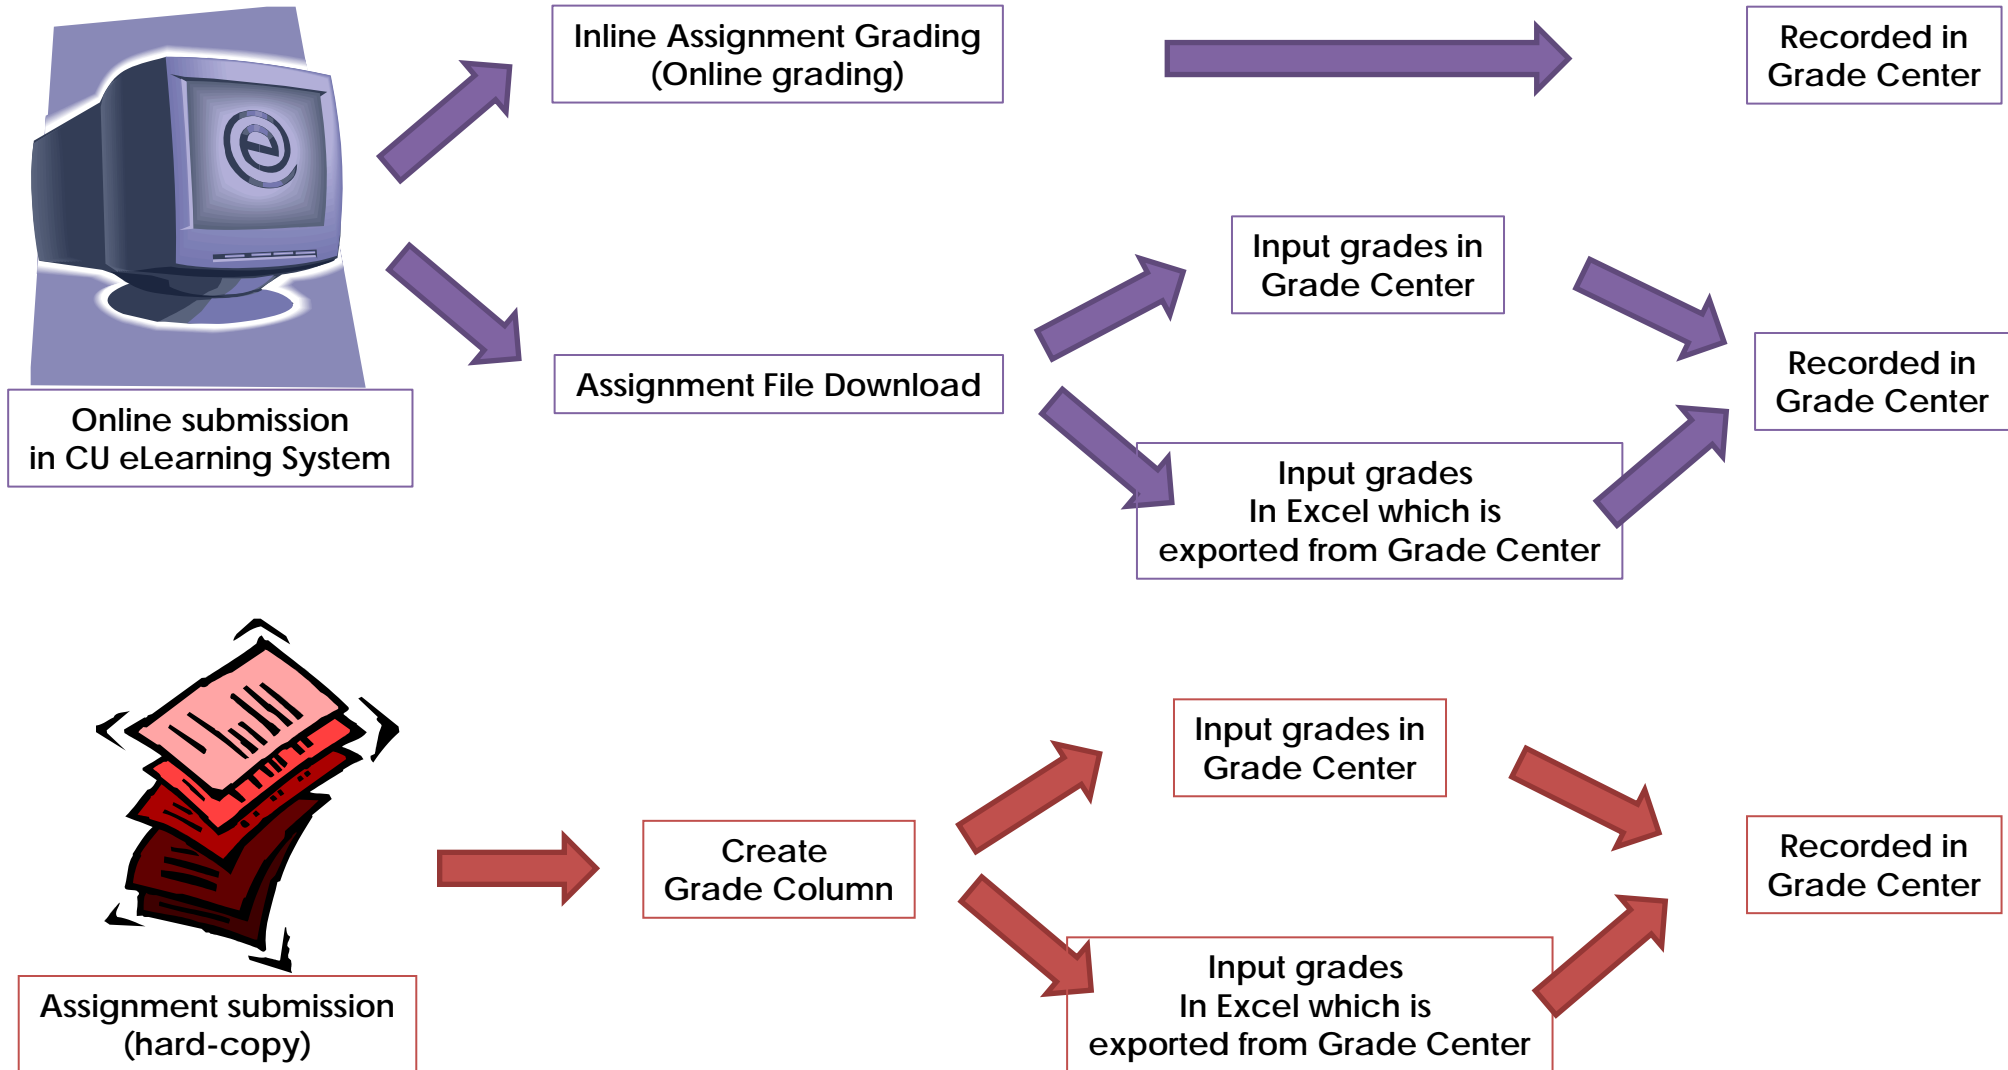 Inline Assignment Grading
(Online grading)
Recorded in
Grade Center
Input grades in
Grade Center
Assignment File Download
Recorded in
Grade Center
Online submission
in CU eLearning System
Input grades
In Excel which is
exported from Grade Center
Input grades in
Grade Center
Create
Grade Column
Recorded in
Grade Center
Assignment submission
(hard-copy)
Input grades
In Excel which is
exported from Grade Center